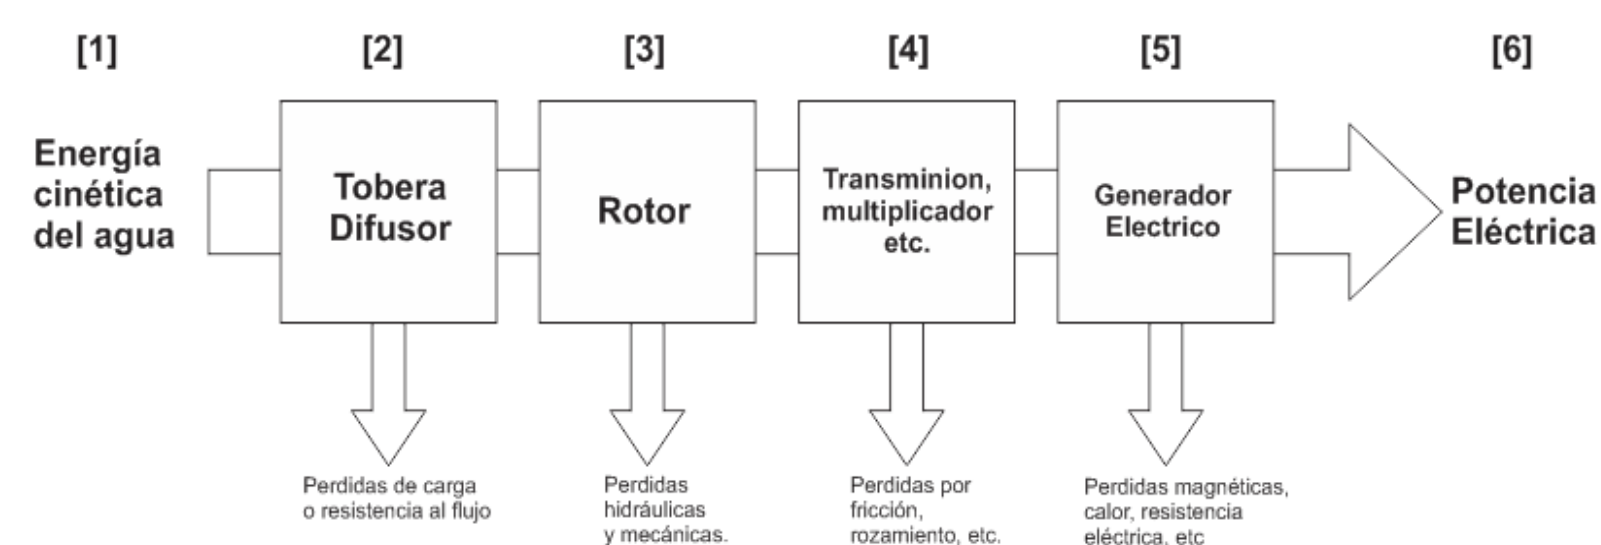 [1]
[2]
[3]
[4]
[5]
[6]
Energía
cinética
del agua
Tobera
Difusor
Rotor
Transminion,
multiplicador
etc.
Generador
Electrico
Potencia
Eléctrica
Perdidas de carga
o resistencia al flujo
Perdidas
hidráulicas
y mecánicas.
Perdidas por
fricción,
rozamiento, etc.
Perdidas magnéticas,
calor, resistencia
eléctrica, etc